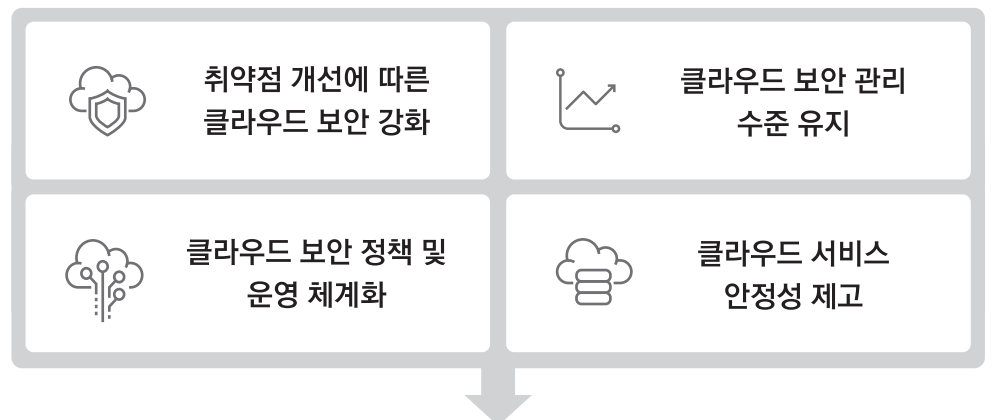 취약점 개선에 따른
클라우드 보안 강화
클라우드 보안 관리
수준 유지
클라우드 보안 정책 및
운영 체계화
클라우드 서비스
안정성 제고